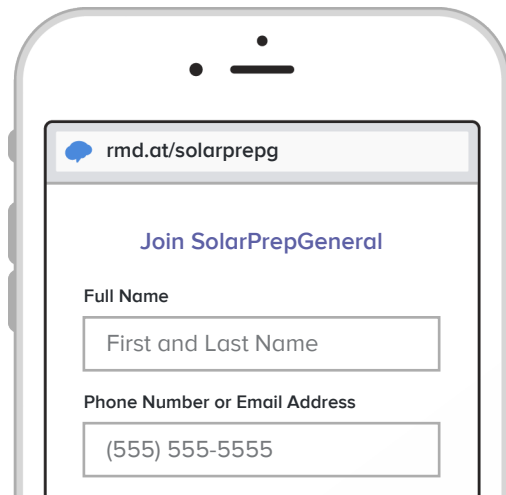 rmd.at/solarprepg
Join SolarPrepGeneral
Full Name
First and Last Name
Phone Number or Email Address
(555) 555-5555